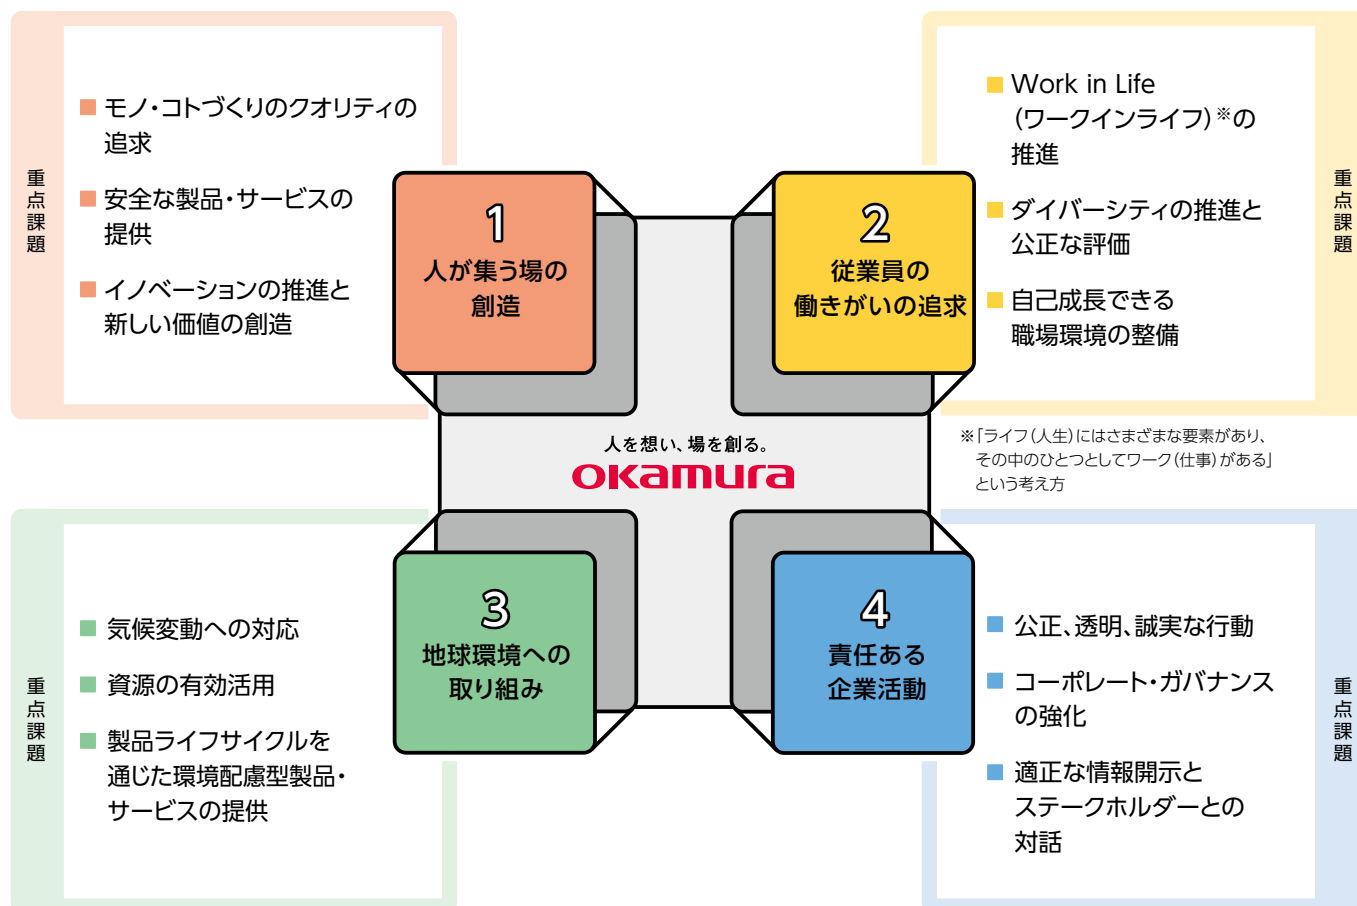 重点課題
モノ・コトづくりのクオリティの
追求
安全な製品・サービスの
提供
イノベーションの推進と
新しい価値の創造
1
人が集う場の
創造
2
従業員の
働きがいの追求
Work in Life
(ワークインライフ)※の
推進
ダイバーシティの推進と
公正な評価
自己成長できる
職場環境の整備
重点課題
※「ライフ(人生)にはさまざまな要素があり、
その中のひとつとしてワーク(仕事)がある」
という考え方
人を想い、場を創る。
okamura
重点課題
気候変動への対応
資源の有効活用
製品ライフサイクルを
通じた環境配慮型製品・
サービスの提供
3
地球環境への
取り組み
4
責任ある
企業活動
公正、透明、誠実な行動
コーポレート・ガバナンス
の強化
適正な情報開示と
ステークホルダーとの
対話
重点課題